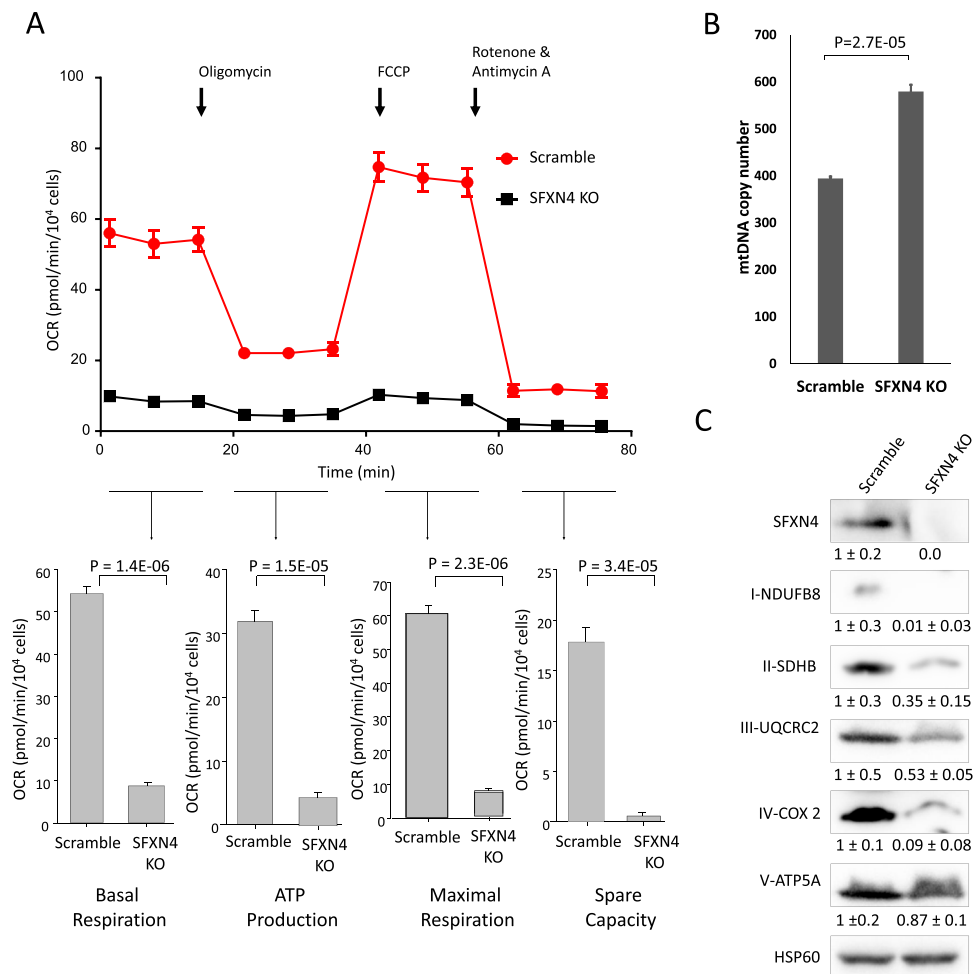 A
Oligomycin
FCCP
Rotenone &
Antimycin A
Scramble
SFXN4 KO
OCR (pmol/min/10⁴ cells)
100
80
60
40
20
0
0 20 40 60 80
Time (min)
P = 1.4E-06
OCR (pmol/min/10⁴ cells)
60
50
40
30
20
10
0
Scramble
SFXN4
KO
Basal
Respiration
P = 1.5E-05
OCR (pmol/min/10⁴ cells)
40
30
20
10
0
Scramble
SFXN4
KO
ATP
Production
P = 2.3E-06
OCR (pmol/min/10⁴ cells)
70
60
50
40
30
20
10
0
Scramble
SFXN4
KO
Maximal
Respiration
P = 3.4E-05
OCR (pmol/min/10⁴ cells)
25
20
15
10
5
0
Scramble
SFXN4
KO
Spare
Capacity
B
P=2.7E-05
mtDNA copy number
700
600
500
400
300
200
100
0
Scramble SFXN4 KO
C
Scramble
SFXN4 KO
SFXN4
1 ± 0.2 0.0
I-NDUFB8
1 ± 0.3 0.01 ± 0.03
II-SDHB
1 ± 0.3 0.35 ± 0.15
III-UQCRC2
1 ± 0.5 0.53 ± 0.05
IV-COX 2
1 ± 0.1 0.09 ± 0.08
V-ATP5A
1 ±0.2 0.87 ± 0.1
HSP60